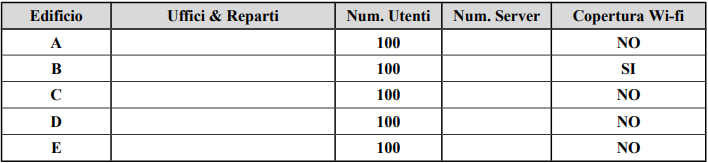 Edificio Uffici & Reparti Num. Utenti Num. Server Copertura Wi-fi
A 100 NO
B 100 SI
C 100 NO
D 100 NO
E 100 NO